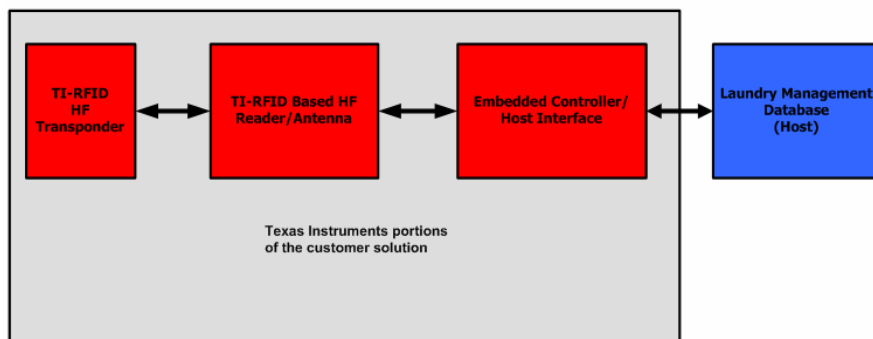 TI-RFID
HF
Transponder
TI-RFID Based HF
Reader/Antenna
Embedded Controller/
Host Interface
Laundry Management
Database
(Host)
Texas Instruments portions
of the customer solution